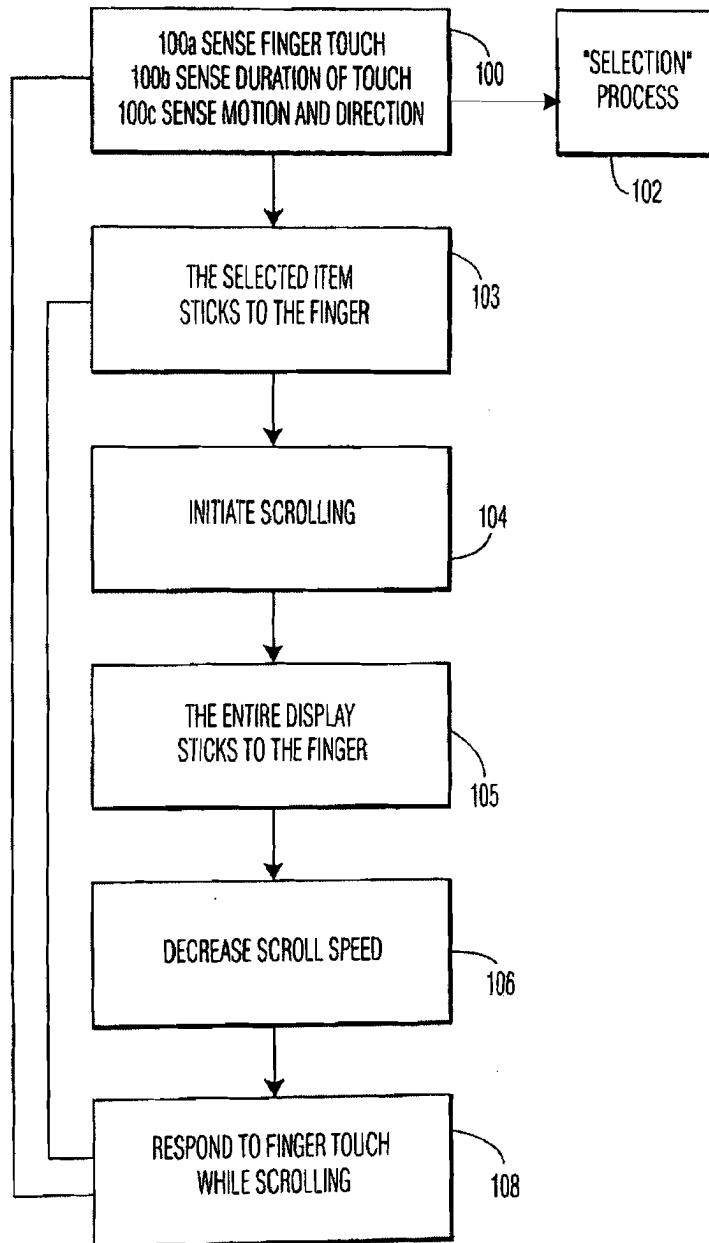 100a SENSE FINGER TOUCH
100b SENSE DURATION OF TOUCH
100c SENSE MOTION AND DIRECTION
100
"SELECTION"
PROCESS
102
THE SELECTED ITEM
STICKS TO THE FINGER
103
INITIATE SCROLLING
104
THE ENTIRE DISPLAY
STICKS TO THE FINGER
105
DECREASE SCROLL SPEED
106
RESPOND TO FINGER TOUCH
WHILE SCROLLING
108